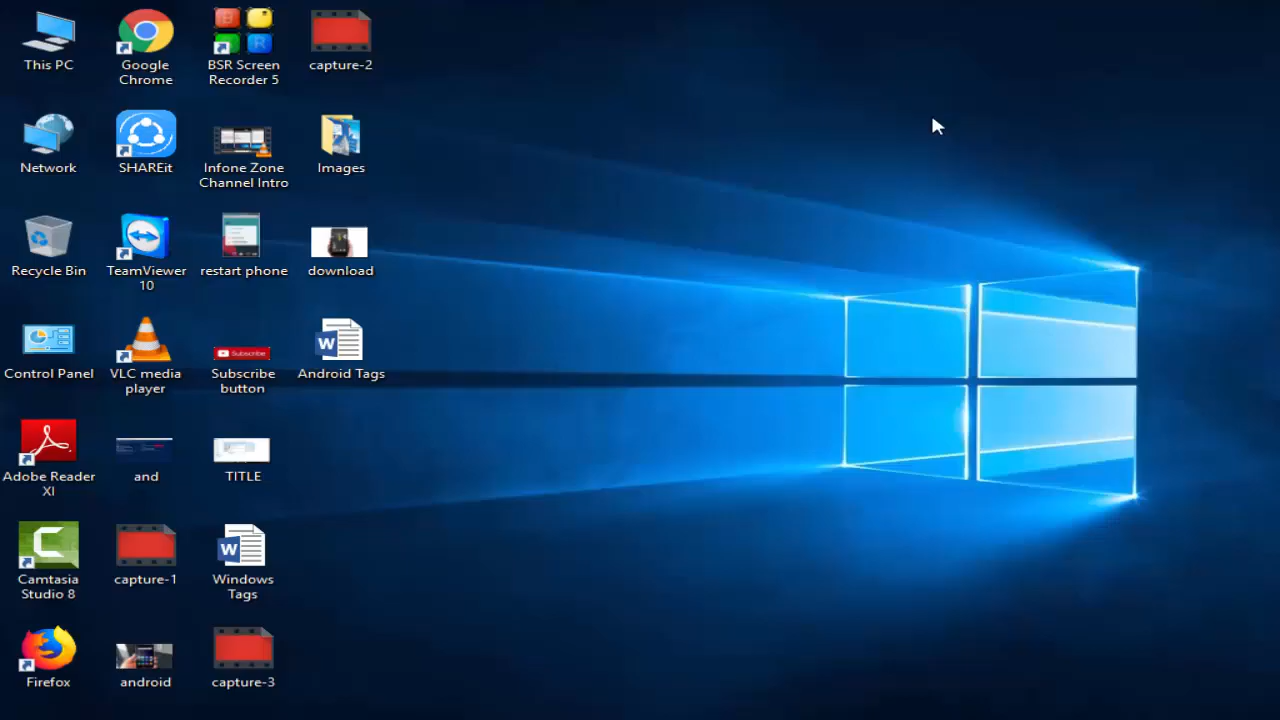 This PC
Google
Chrome
BSR Screen
Recorder 5
capture-2
Network
SHAREit
Infone Zone
Channel Intro
Images
Recycle Bin
TeamViewer
10
restart phone
download
Control Panel
VLC media
player
Subscribe
Subscribe
button
Android Tags
Adobe Reader
XI
and
TITLE
Camtasia
Studio 8
capture-1
Windows
Tags
Firefox
android
capture-3